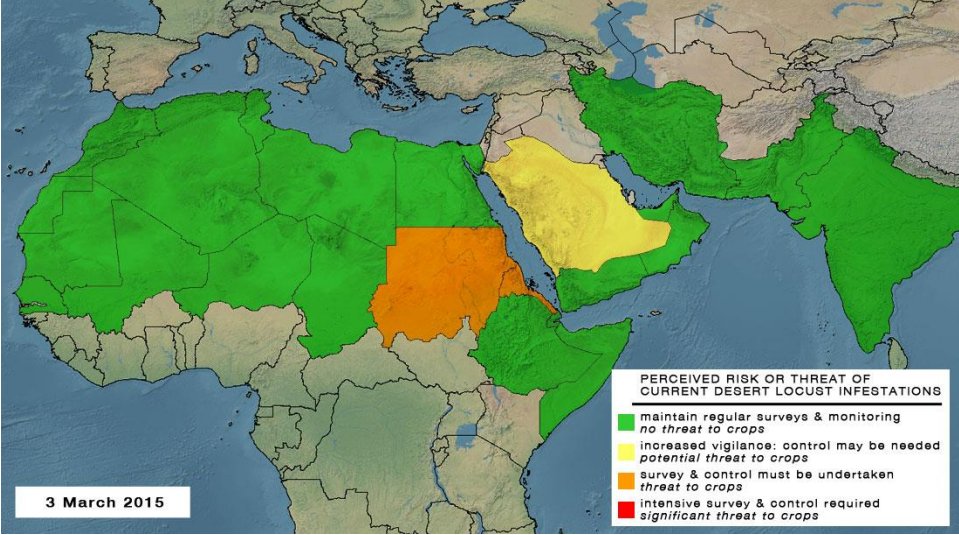 PERCEIVED RISK OR THREAT OF
CURRENT DESERT LOCUST INFESTATIONS
maintain regular surveys & monitoring
no threat to crops
increased vigilance: control may be needed
potential threat to crops
survey & control must be undertaken
threat to crops
intensive survey & control required
significant threat to crops
3 March 2015